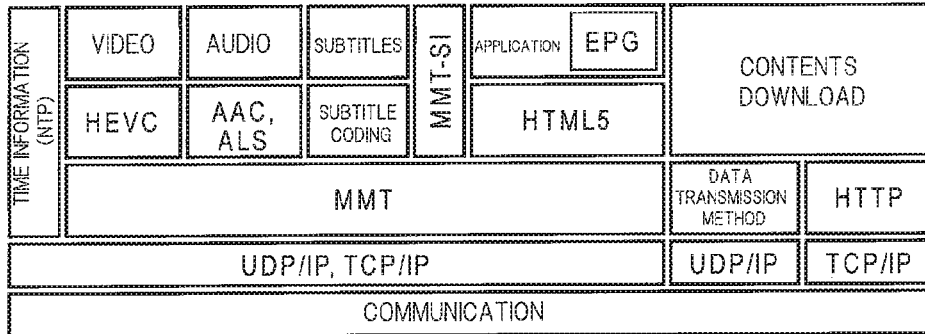 TIME INFORMATION
(NTP)
VIDEO
AUDIO
SUBTITLES
MMT-SI
APPLICATION
EPG
CONTENTS
DOWNLOAD
HEVC
AAC,
ALS
SUBTITLE
CODING
HTML5
MMT
DATA
TRANSMISSION
METHOD
HTTP
UDP/IP, TCP/IP
UDP/IP
TCP/IP
COMMUNICATION